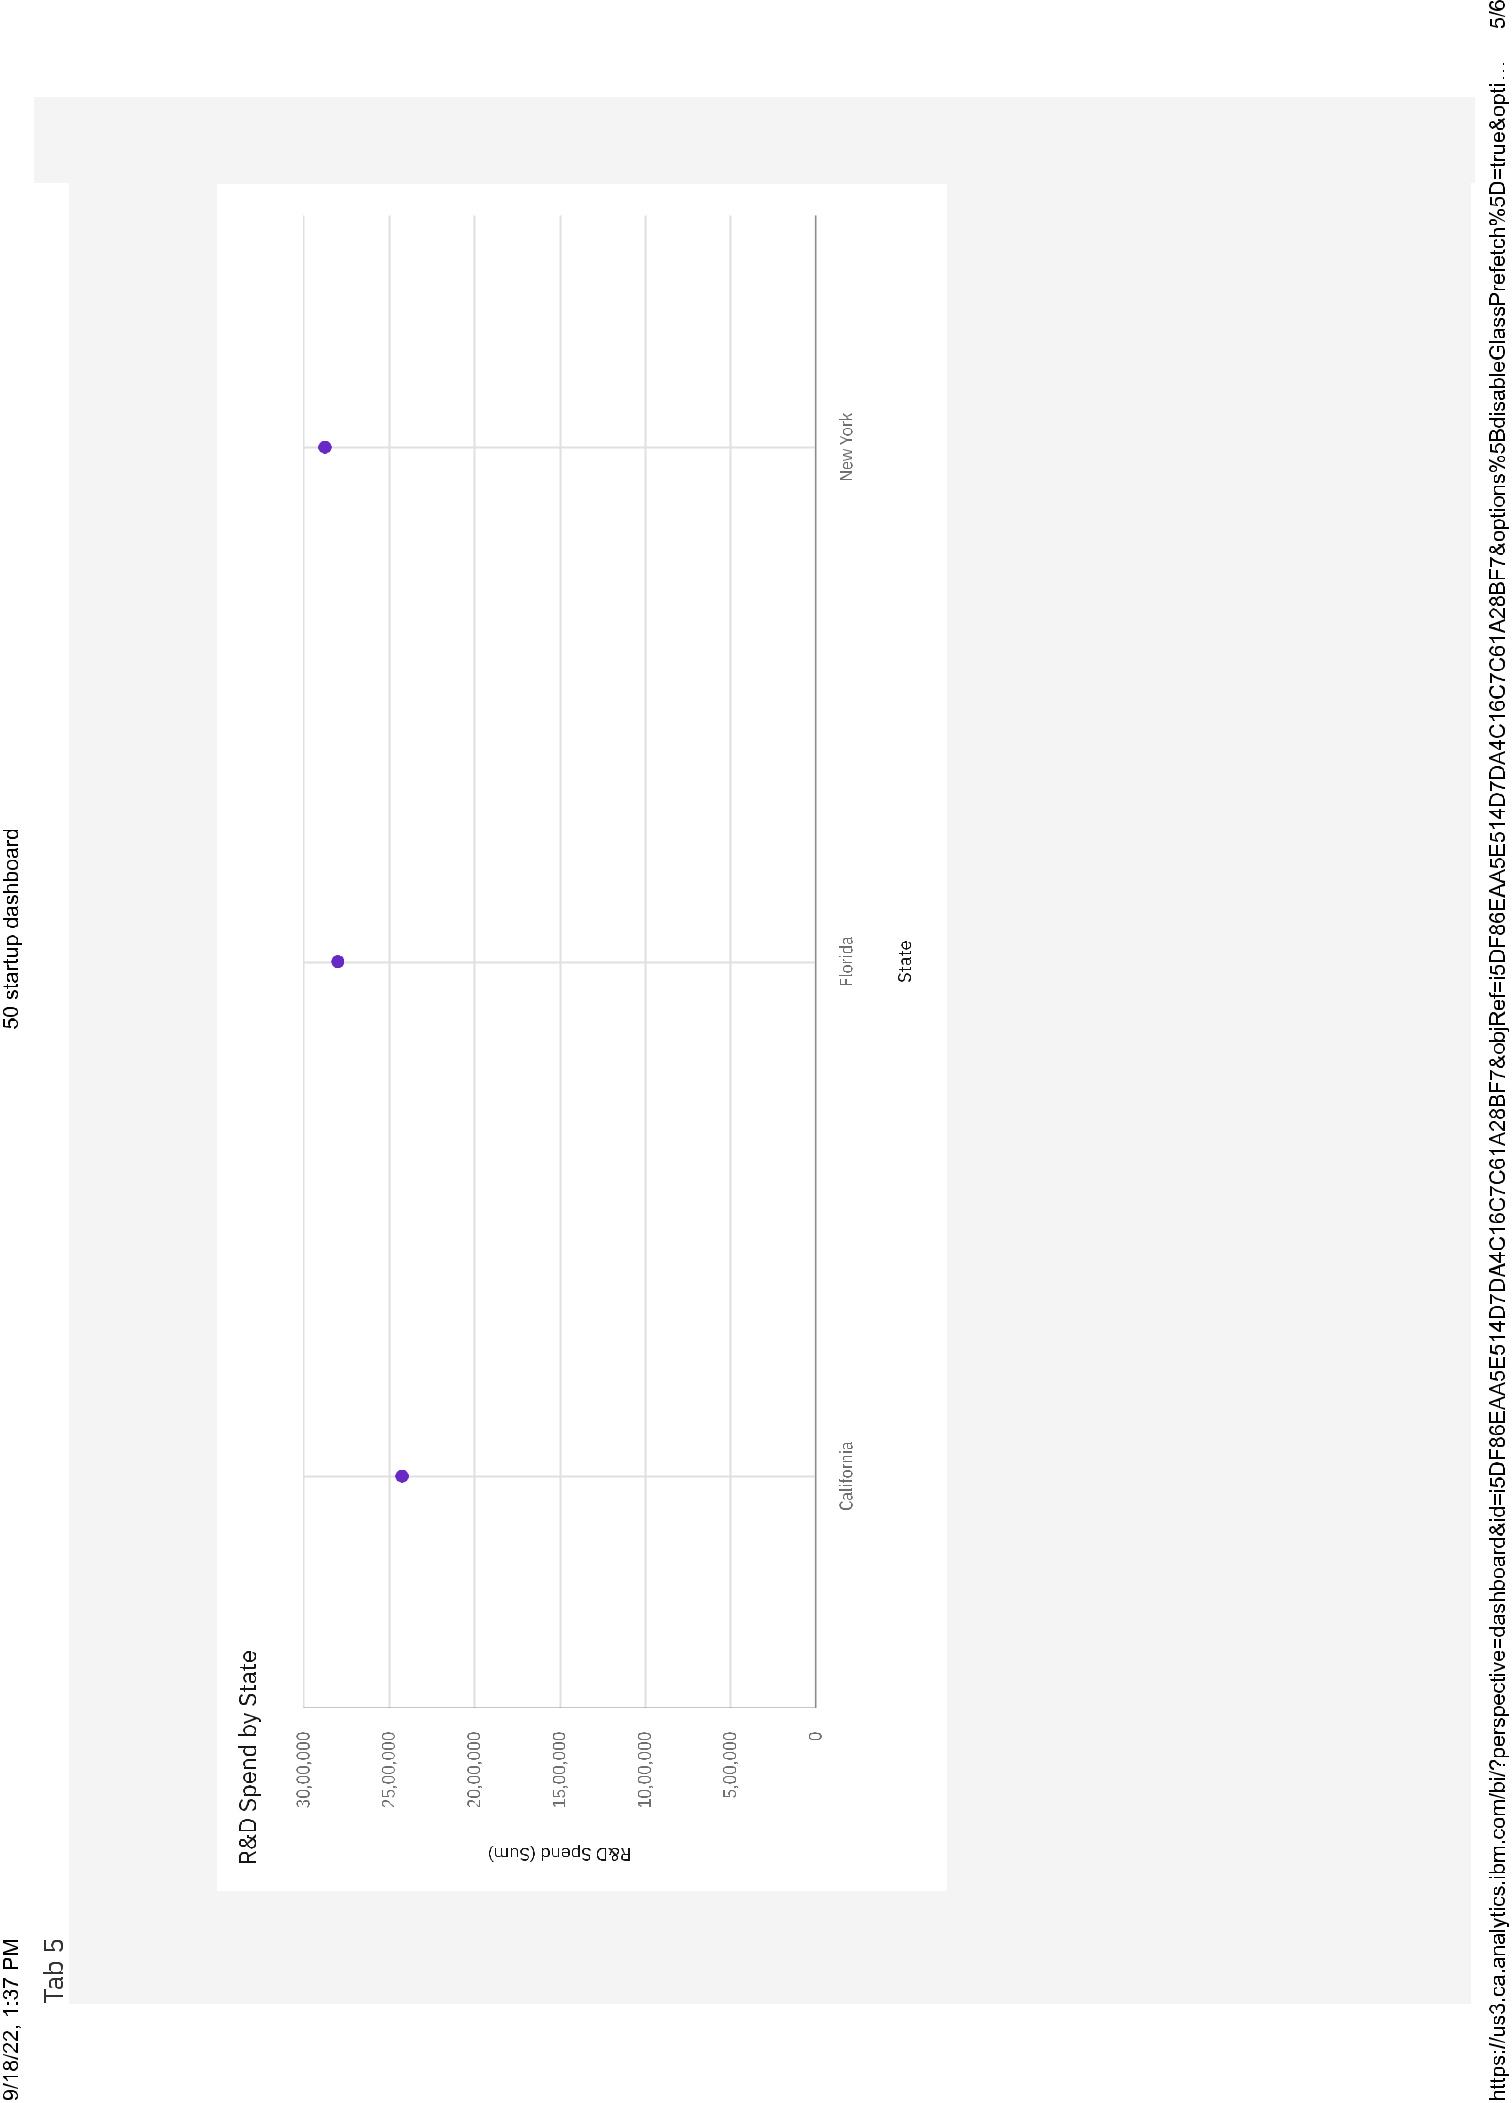 9/18/22, 1:37 PM
50 startup dashboard
Tab 5
R&D Spend by State
R&D Spend (Sum)
30,00,000
25,00,000
20,00,000
15,00,000
10,00,000
5,00,000
0
California
Florida
New York
State
https://us3.ca.analytics.ibm.com/bi/?perspective=dashboard&id=i5DF86EAA5E514D7DA4C16C7C61A28BF7&objRef=i5DF86EAA5E514D7DA4C16C7C61A28BF7&options%5BdisableGlassPrefetch%5D=true&opti…
5/6